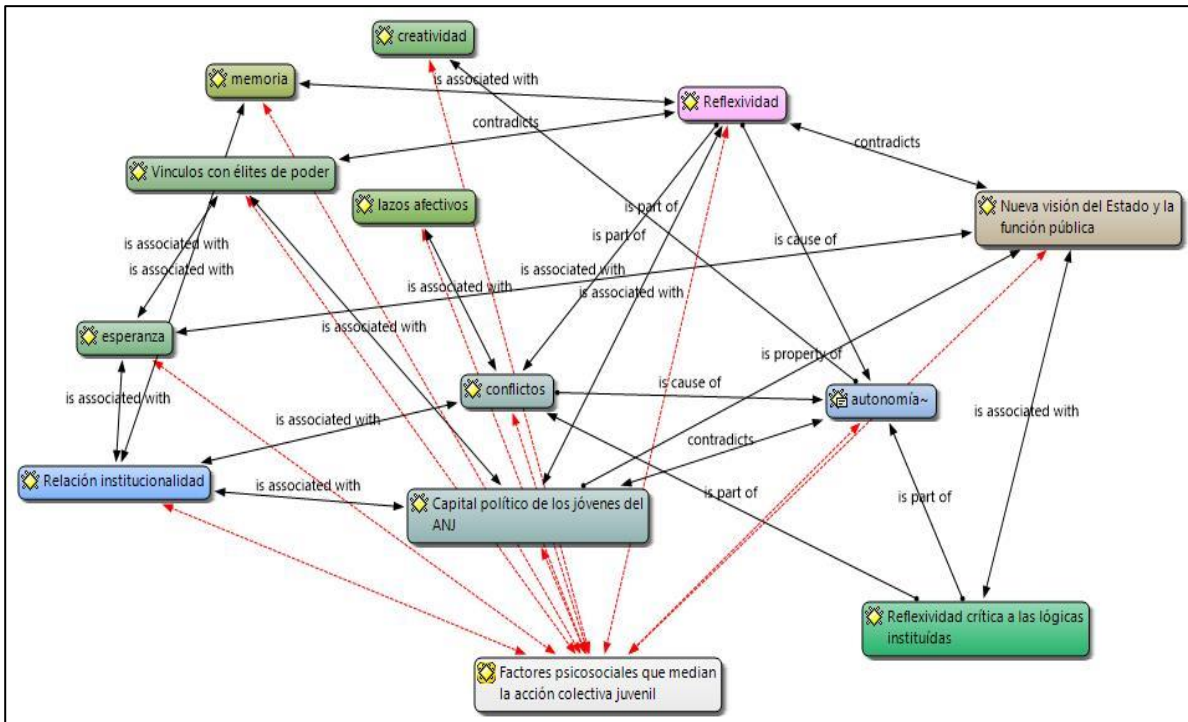 creatividad
memoria
is associated with
Reflexividad
contradicts
contradicts
Vinculos con élites de poder
lazos afectivos
Nueva visión del Estado y la
función pública
is part of
is part of
is cause of
is associated with
is associated with
is associated with
is associated with
is associated with
is associated with
esperanza
is property of
conflictos
is cause of
autonomía~
is associated with
is associated with
is associated with
contradicts
Relación institucionalidad
is associated with
Capital político de los jóvenes del
ANJ
is part of
is part of
Reflexividad crítica a las lógicas
instituídas
Factores psicosociales que median
la acción colectiva juvenil